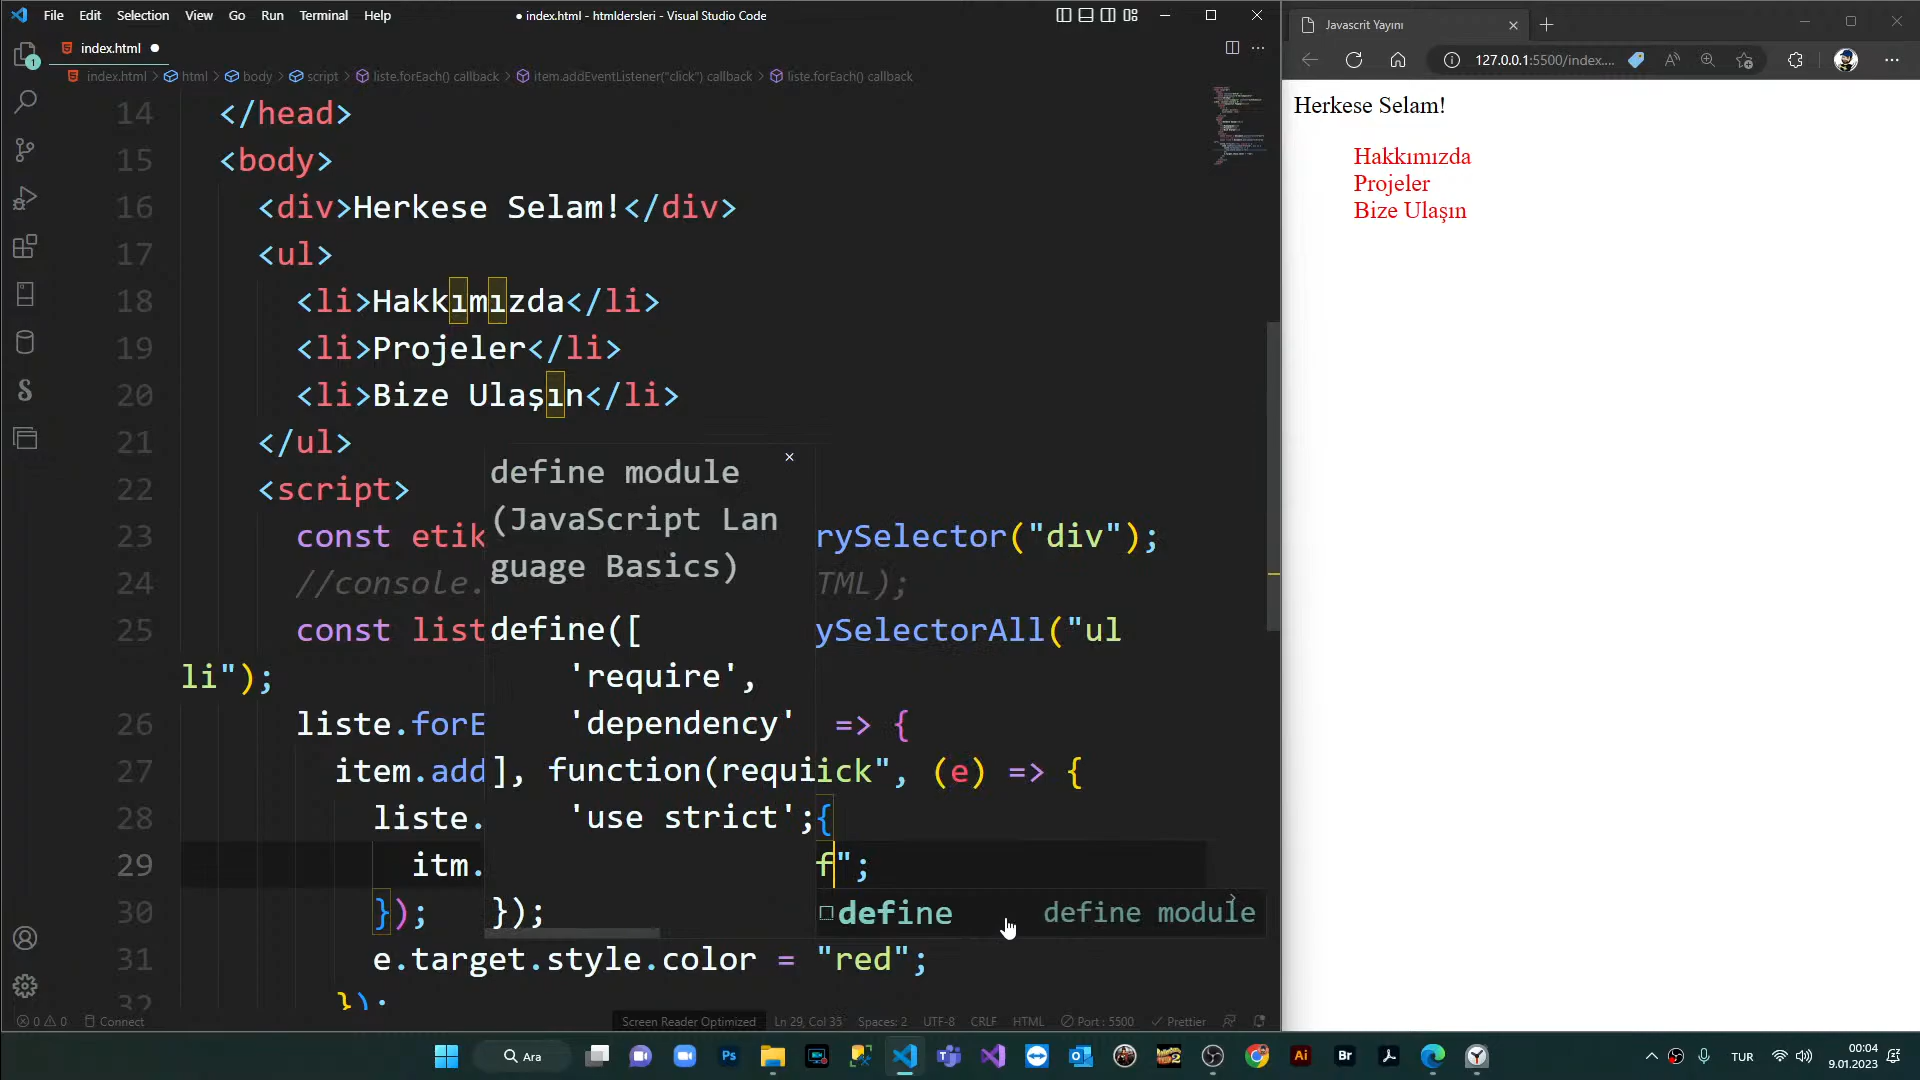 File Edit Selection View Go Run Terminal Help
● index.html - htmldersleri - Visual Studio Code
index.html ●
index.html > html > body > script > liste.forEach() callback > item.addEventListener("click") callback > liste.forEach() callback
14 </head>
15 <body>
16 <div>Herkese Selam!</div>
17 <ul>
18 <li>Hakkımızda</li>
19 <li>Projeler</li>
20 <li>Bize Ulaşın</li>
21 </ul>
22 <script>
23 const etik rySelector("div");
24 //console. TML);
25 const list ySelectorAll("ul
li");
26 liste.forE => {
27 item.add ick", (e) => {
28 liste. {
29 itm. f";
30 });
31 e.target.style.color = "red";
32 });
define module
(JavaScript Lan
guage Basics)
define([
'require',
'dependency'
], function(requi
'use strict';
});
define define module
0 0 Connect
Screen Reader Optimized Ln 29, Col 35 Spaces: 2 UTF-8 CRLF HTML Port : 5500 Prettier
Javascrit Yayını
127.0.0.1:5500/index....
Herkese Selam!
Hakkımızda
Projeler
Bize Ulaşın
Ara
TUR
00:04
9.01.2023